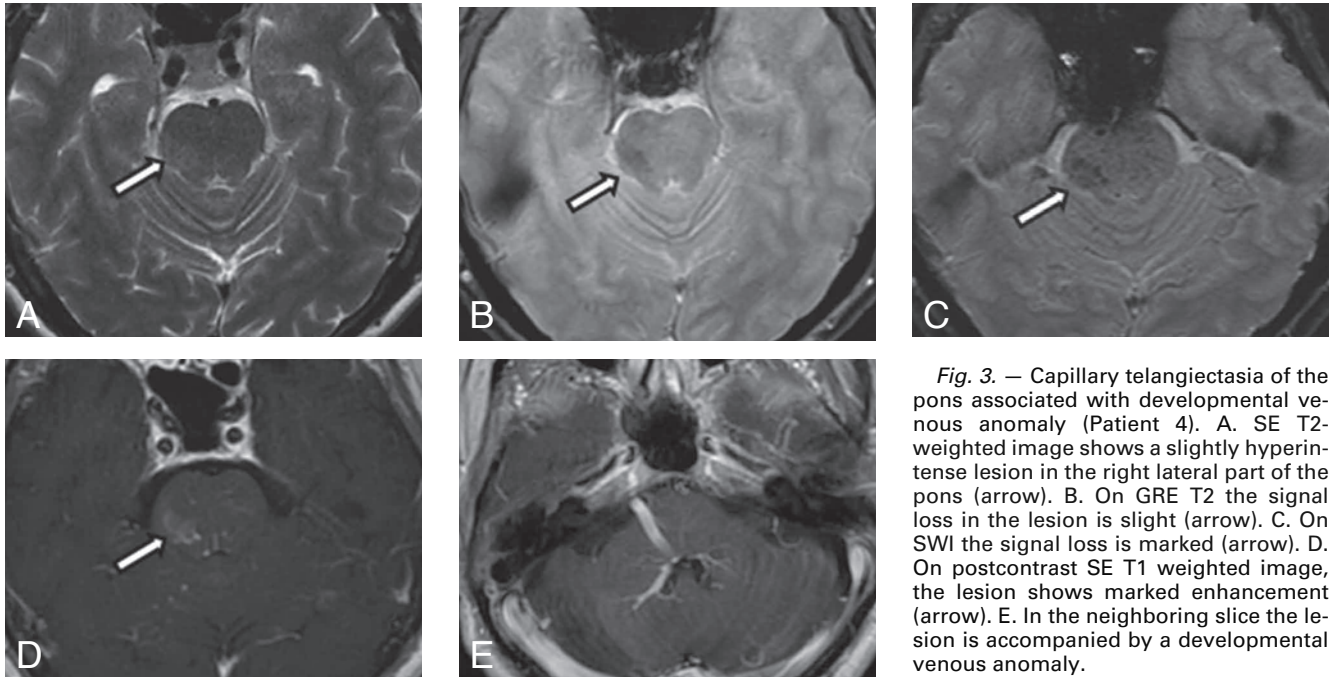 A
B
C
D
E
Fig. 3. — Capillary telangiectasia of the
pons associated with developmental ve-
nous anomaly (Patient 4). A. SE T2-
weighted image shows a slightly hyperin-
tense lesion in the right lateral part of the
pons (arrow). B. On GRE T2 the signal
loss in the lesion is slight (arrow). C. On
SWI the signal loss is marked (arrow). D.
On postcontrast SE T1 weighted image,
the lesion shows marked enhancement
(arrow). E. In the neighboring slice the le-
sion is accompanied by a developmental
venous anomaly.